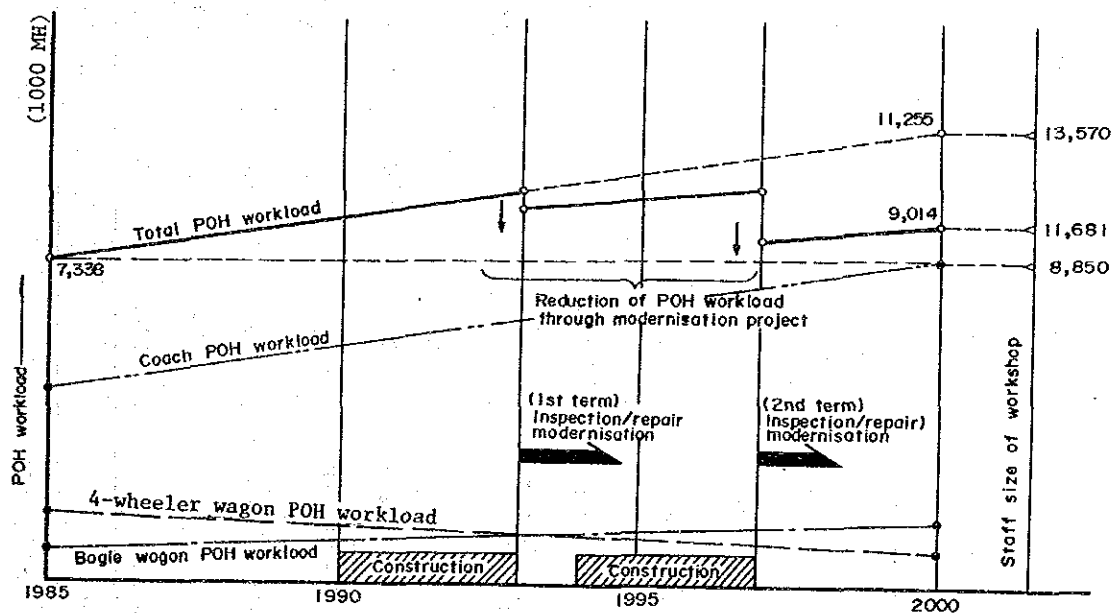 (1000 MH)
11,255
13,570
Total POH workload
9,014
11,681
7,338
8,850
Reduction of POH workload
through modernisation project
Coach POH workload
(1st term)
Inspection/repair
modernisation
(2nd term)
Inspection/repair)
modernisation
POH workload
4-wheeler wagon POH workload
Bogie wagon POH workload
Construction
Construction
Staff size of workshop
1985
1990
1995
2000